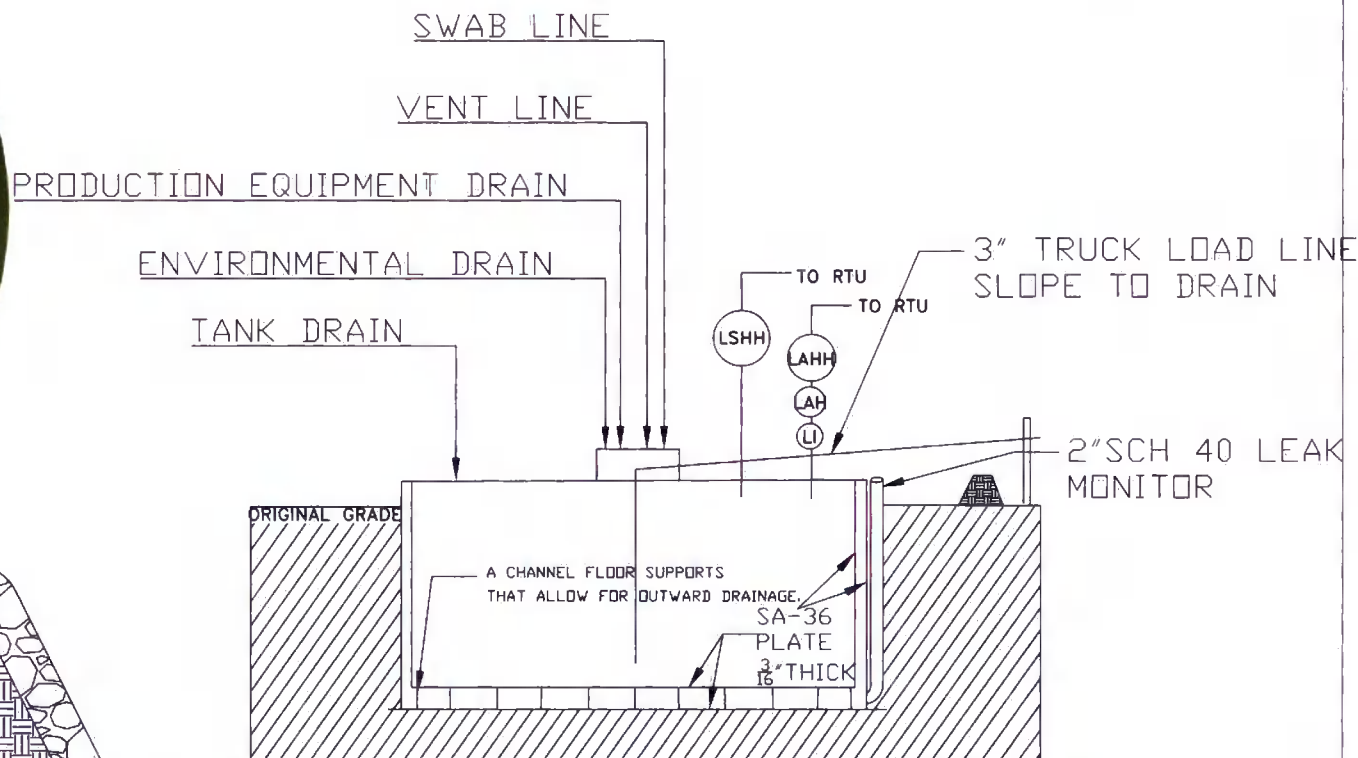 SWAB LINE
VENT LINE
PRODUCTION EQUIPMENT DRAIN
ENVIRONMENTAL DRAIN
TANK DRAIN
TO RTU
TO RTU
LSHH
LAHH
LAH
LI
3" TRUCK LOAD LINE
SLOPE TO DRAIN
2"SCH 40 LEAK
MONITOR
ORIGINAL GRADE
A CHANNEL FLOOR SUPPORTS
THAT ALLOW FOR OUTWARD DRAINAGE.
SA-36
PLATE
3/16" THICK